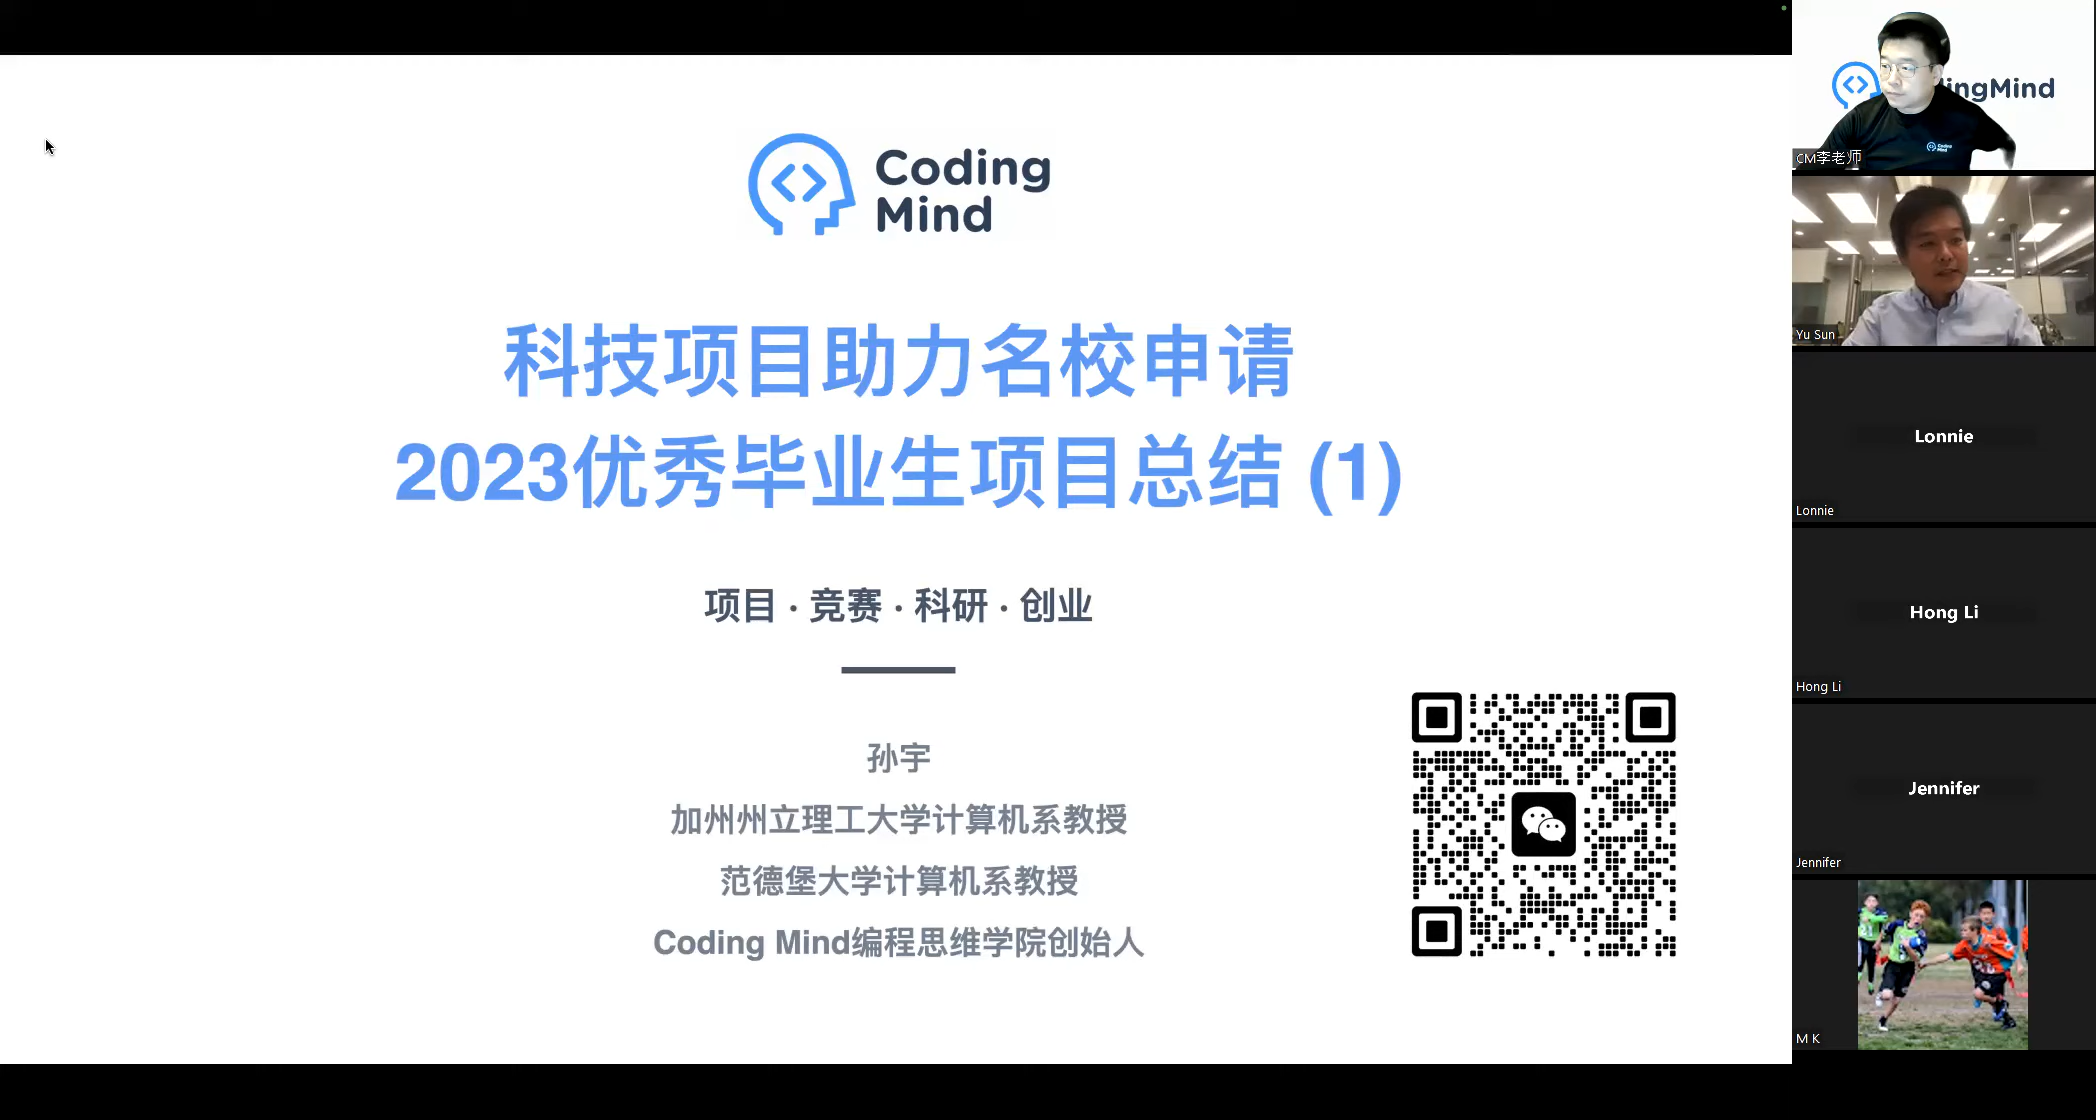 Coding
Mind
科技项目助力名校申请
2023优秀毕业生项目总结 (1)
项目 · 竞赛 · 科研 · 创业
孙宇
加州州立理工大学计算机系教授
范德堡大学计算机系教授
Coding Mind编程思维学院创始人
ingMind
Coding
Mind
CM李老师
Yu Sun
Lonnie
Lonnie
Hong Li
Hong Li
Jennifer
Jennifer
21
M K